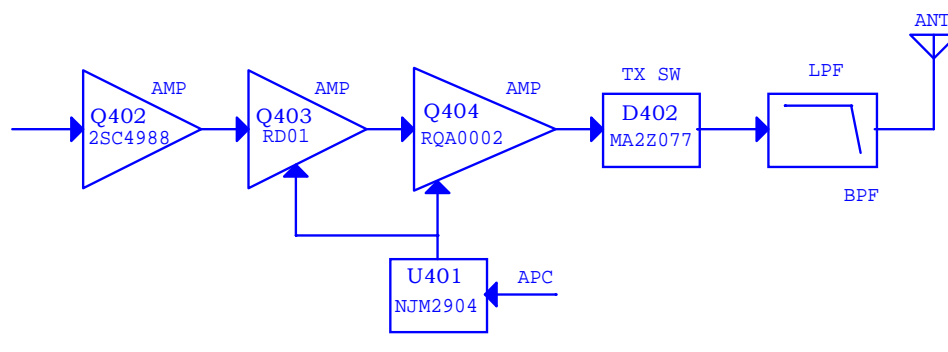 ANT
AMP
AMP
AMP
TX SW
LPF
Q402
2SC4988
Q403
RD01
Q404
RQA0002
D402
MA2Z077
BPF
U401
NJM2904
APC